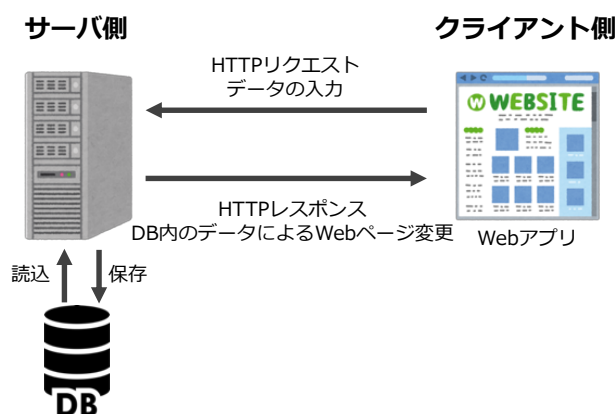 サーバ側
クライアント側
HTTPリクエスト
データの入力
WEBSITE
HTTPレスポンス
DB内のデータによるWebページ変更
Webアプリ
読込
保存
DB